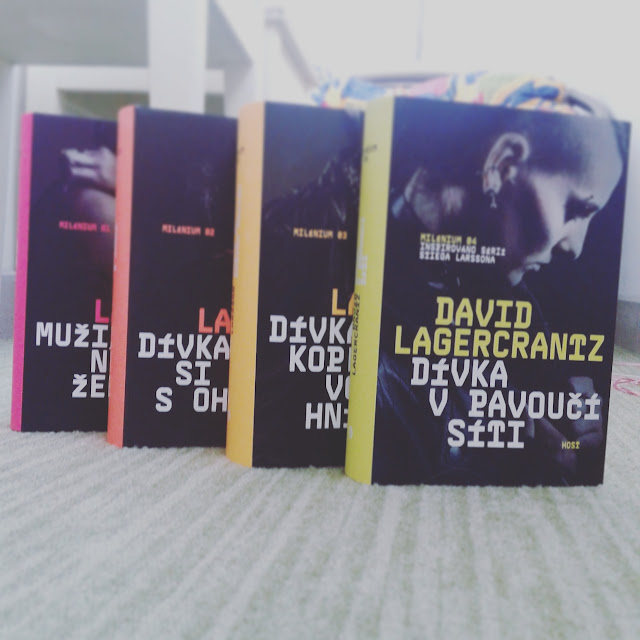 MILENIUM 01
L
MUŽI
N
ŽE
MILENIUM 02
LA
DÍVKA
SI
S OH
MILENIUM 03
LA
DÍVKA
KOP
VO
HNÍ
LAGERCRANTZ
MILENIUM 04
INSPIROVÁNO SÉRIÍ
STIEGA LARSSONA
DAVID
LAGERCRANTZ
DÍVKA
V PAVOUČÍ
SÍTI
HOST